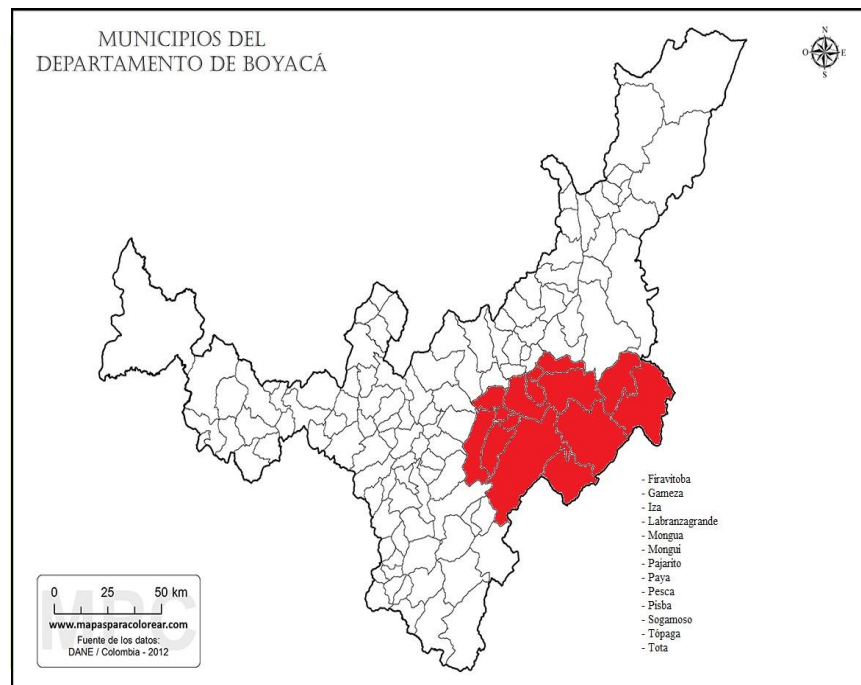 MUNICIPIOS DEL
DEPARTAMENTO DE BOYACÁ
N
O E
S
- Firavitoba
- Gameza
- Iza
- Labranzagrande
- Mongua
- Mongui
- Pajarito
- Paya
- Pesca
- Pisba
- Sogamoso
- Tópaga
- Tota
0 25 50 km
MPC
www.mapasparacolorear.com
Fuente de los datos:
DANE / Colombia - 2012